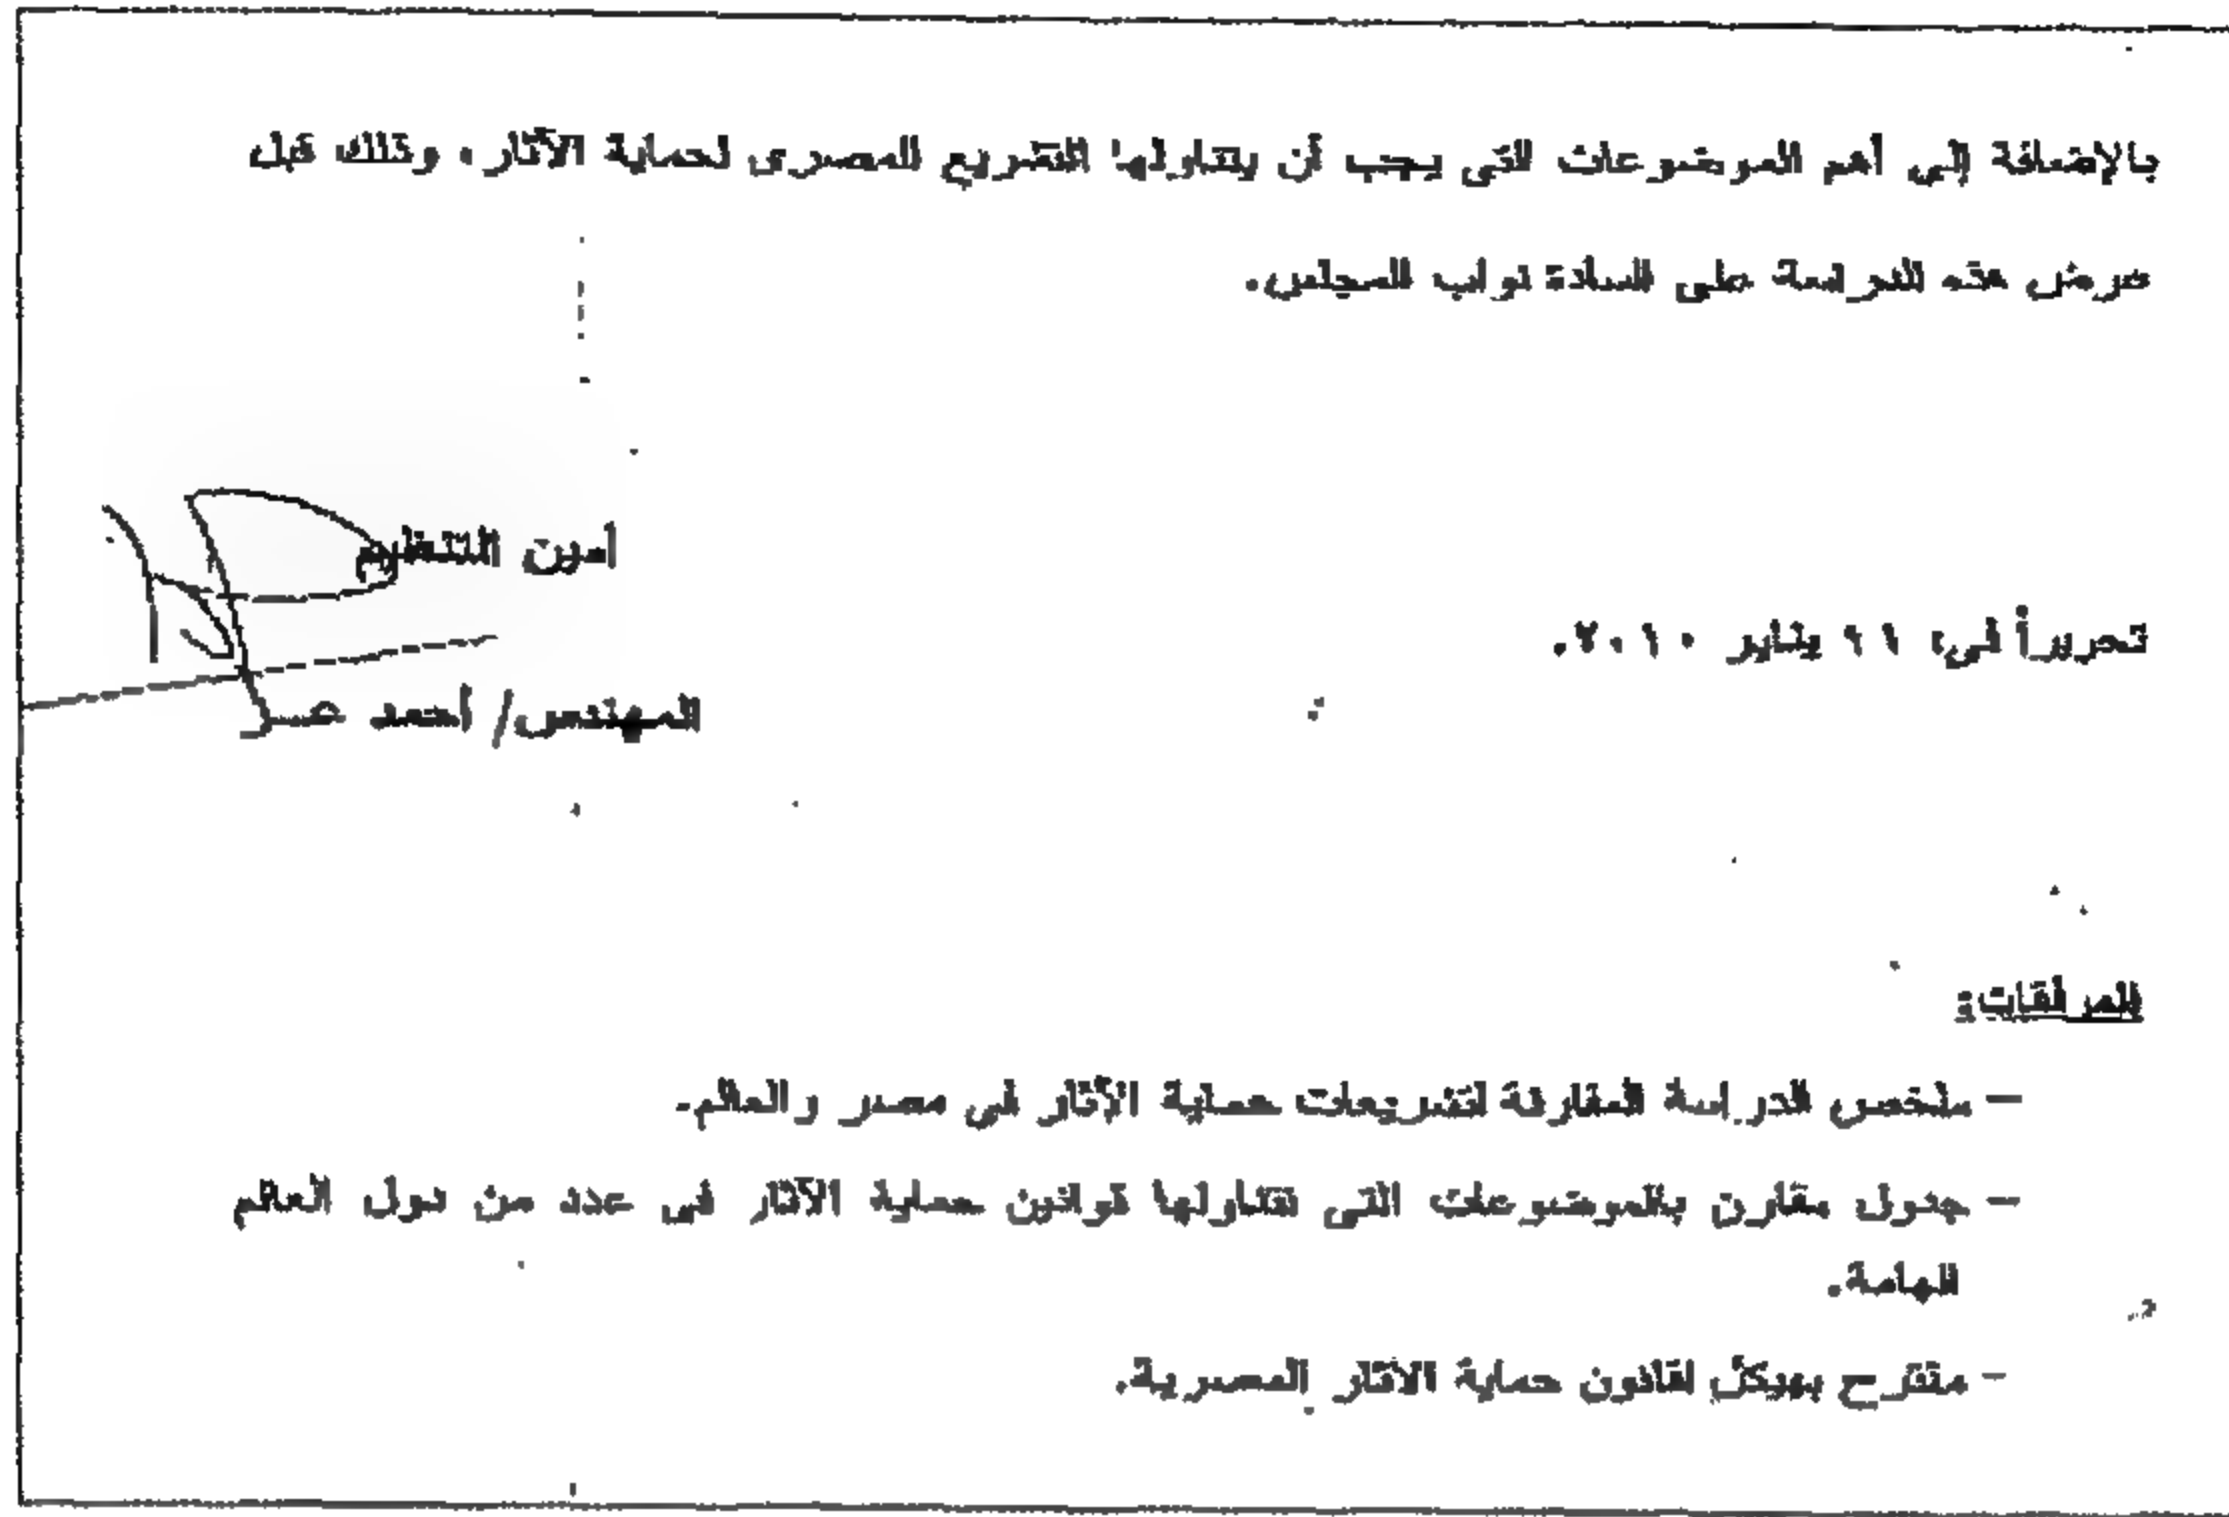 بالإضافة إلى أهم الموضوعات التى يجب أن يتناولها التشريع المصرى لحماية الآثار، وذلك قبل
عرض هذه الدراسة على السادة نواب المجلس.
أمين التنظيم
تحريراً فى: ١١ يناير ٢٠١٠.
المهندس/ أحمد عز
المرفقات:
– ملخص الدراسة المقارنة لتشريعات حماية الآثار فى مصر والعالم.
– جدول مقارن بالموضوعات التى تتناولها قوانين حماية الآثار فى عدد من دول العالم
الهامة.
– مقترح بهيكل لقانون حماية الآثار المصرية.